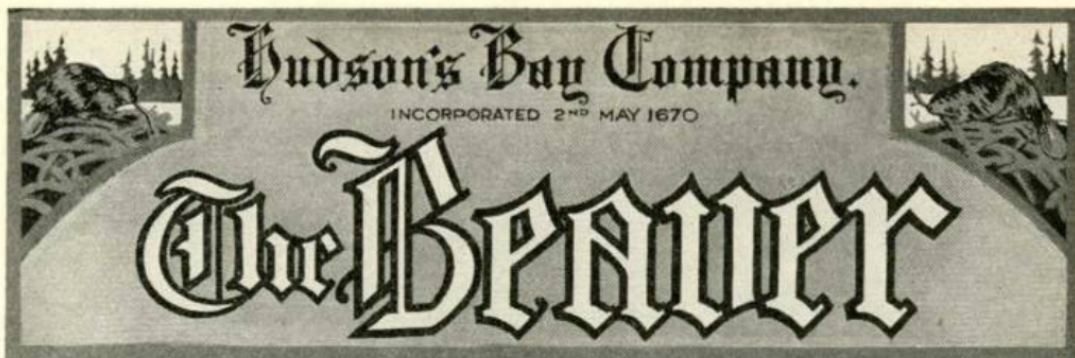 Hudson's Bay Company.
INCORPORATED 2ND MAY 1670
The Beaver